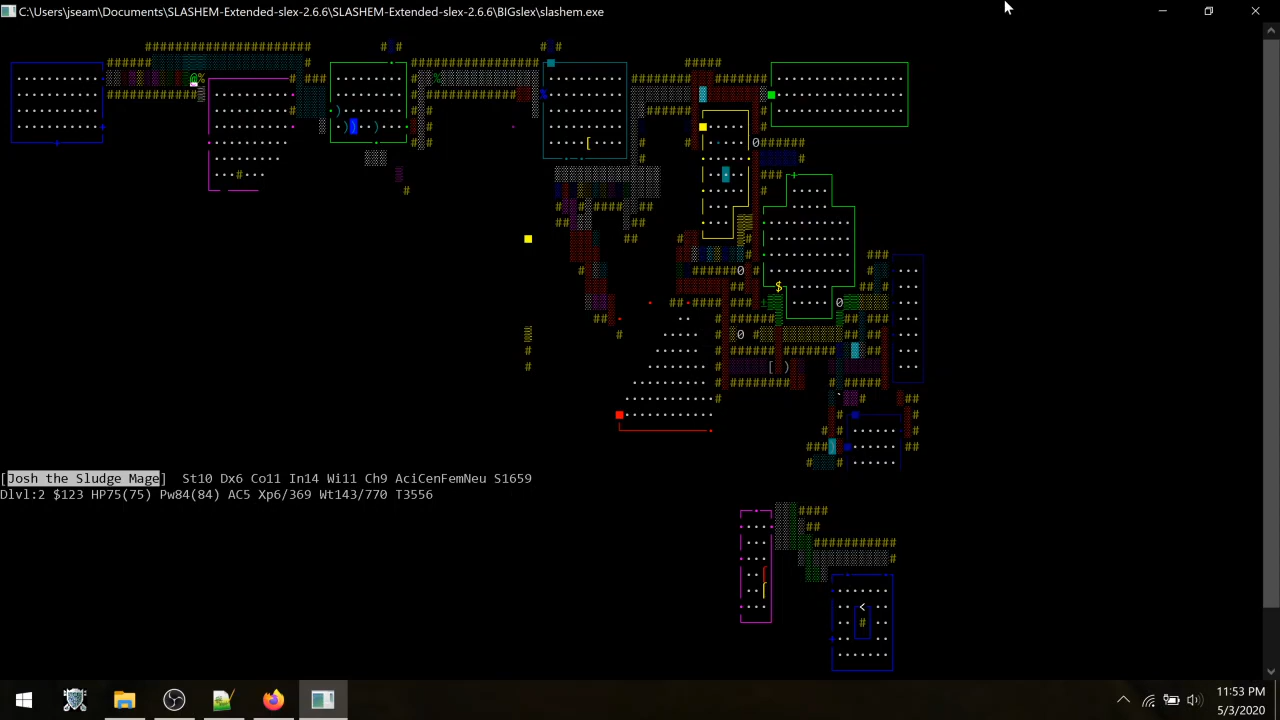 C:\Users\jseam\Documents\SLASHEM-Extended-slex-2.6.6\SLASHEM-Extended-slex-2.6.6\BIGslex\slashem.exe
[Josh the Sludge Mage]  St10 Dx6 Co11 In14 Wi11 Ch9 AciCenFemNeu S1659
Dlvl:2 $123 HP75(75) Pw84(84) AC5 Xp6/369 Wt143/770 T3556
11:53 PM
5/3/2020